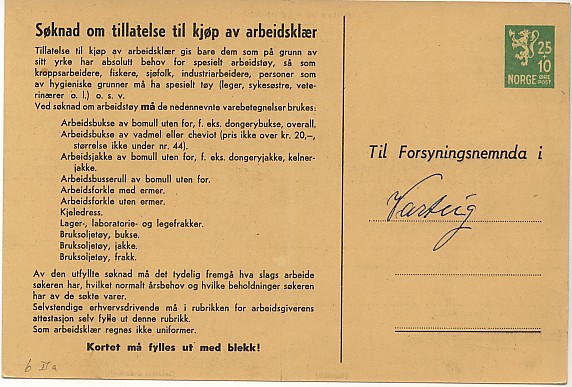 Søknad om tillatelse til kjøp av arbeidsklær
Tillatelse til kjøp av arbeidsklær gis bare dem som på grunn av
sitt yrke har absolutt behov for spesielt arbeidstøy, så som
kroppsarbeidere, fiskere, sjøfolk, industriarbeidere, personer som
av hygieniske grunner må ha spesielt tøy (leger, sykesøstre, vete-
rinærer o. l.) o. s. v.
Ved søknad om arbeidstøy må de nedennevnte varebetegnelser brukes:
Arbeidsbukse av bomull uten for, f. eks. dongerybukse, overall.
Arbeidsbukse av vadmel eller cheviot (pris ikke over kr. 20,–,
størrelse ikke under nr. 44).
Arbeidsjakke av bomull uten for, f. eks. dongeryjakke, kelner-
jakke.
Arbeidsbusserull av bomull uten for.
Arbeidsforkle med ermer.
Arbeidsforkle uten ermer.
Kjeledress.
Lager-, laboratorie- og legefrakker.
Bruksoljetøy, bukse.
Bruksoljetøy, jakke.
Bruksoljetøy, frakk.
Av den utfyllte søknad må det tydelig fremgå hva slags arbeide
søkeren har, hvilket normalt årsbehov og hvilke beholdninger søkeren
har av de søkte varer.
Selvstendige erhvervsdrivende må i rubrikken for arbeidsgiverens
attestasjon selv fylle ut denne rubrikk.
Som arbeidsklær regnes ikke uniformer.
Kortet må fylles ut med blekk!
25
+10
NORGE ØRE POST
Til Forsyningsnemnda i